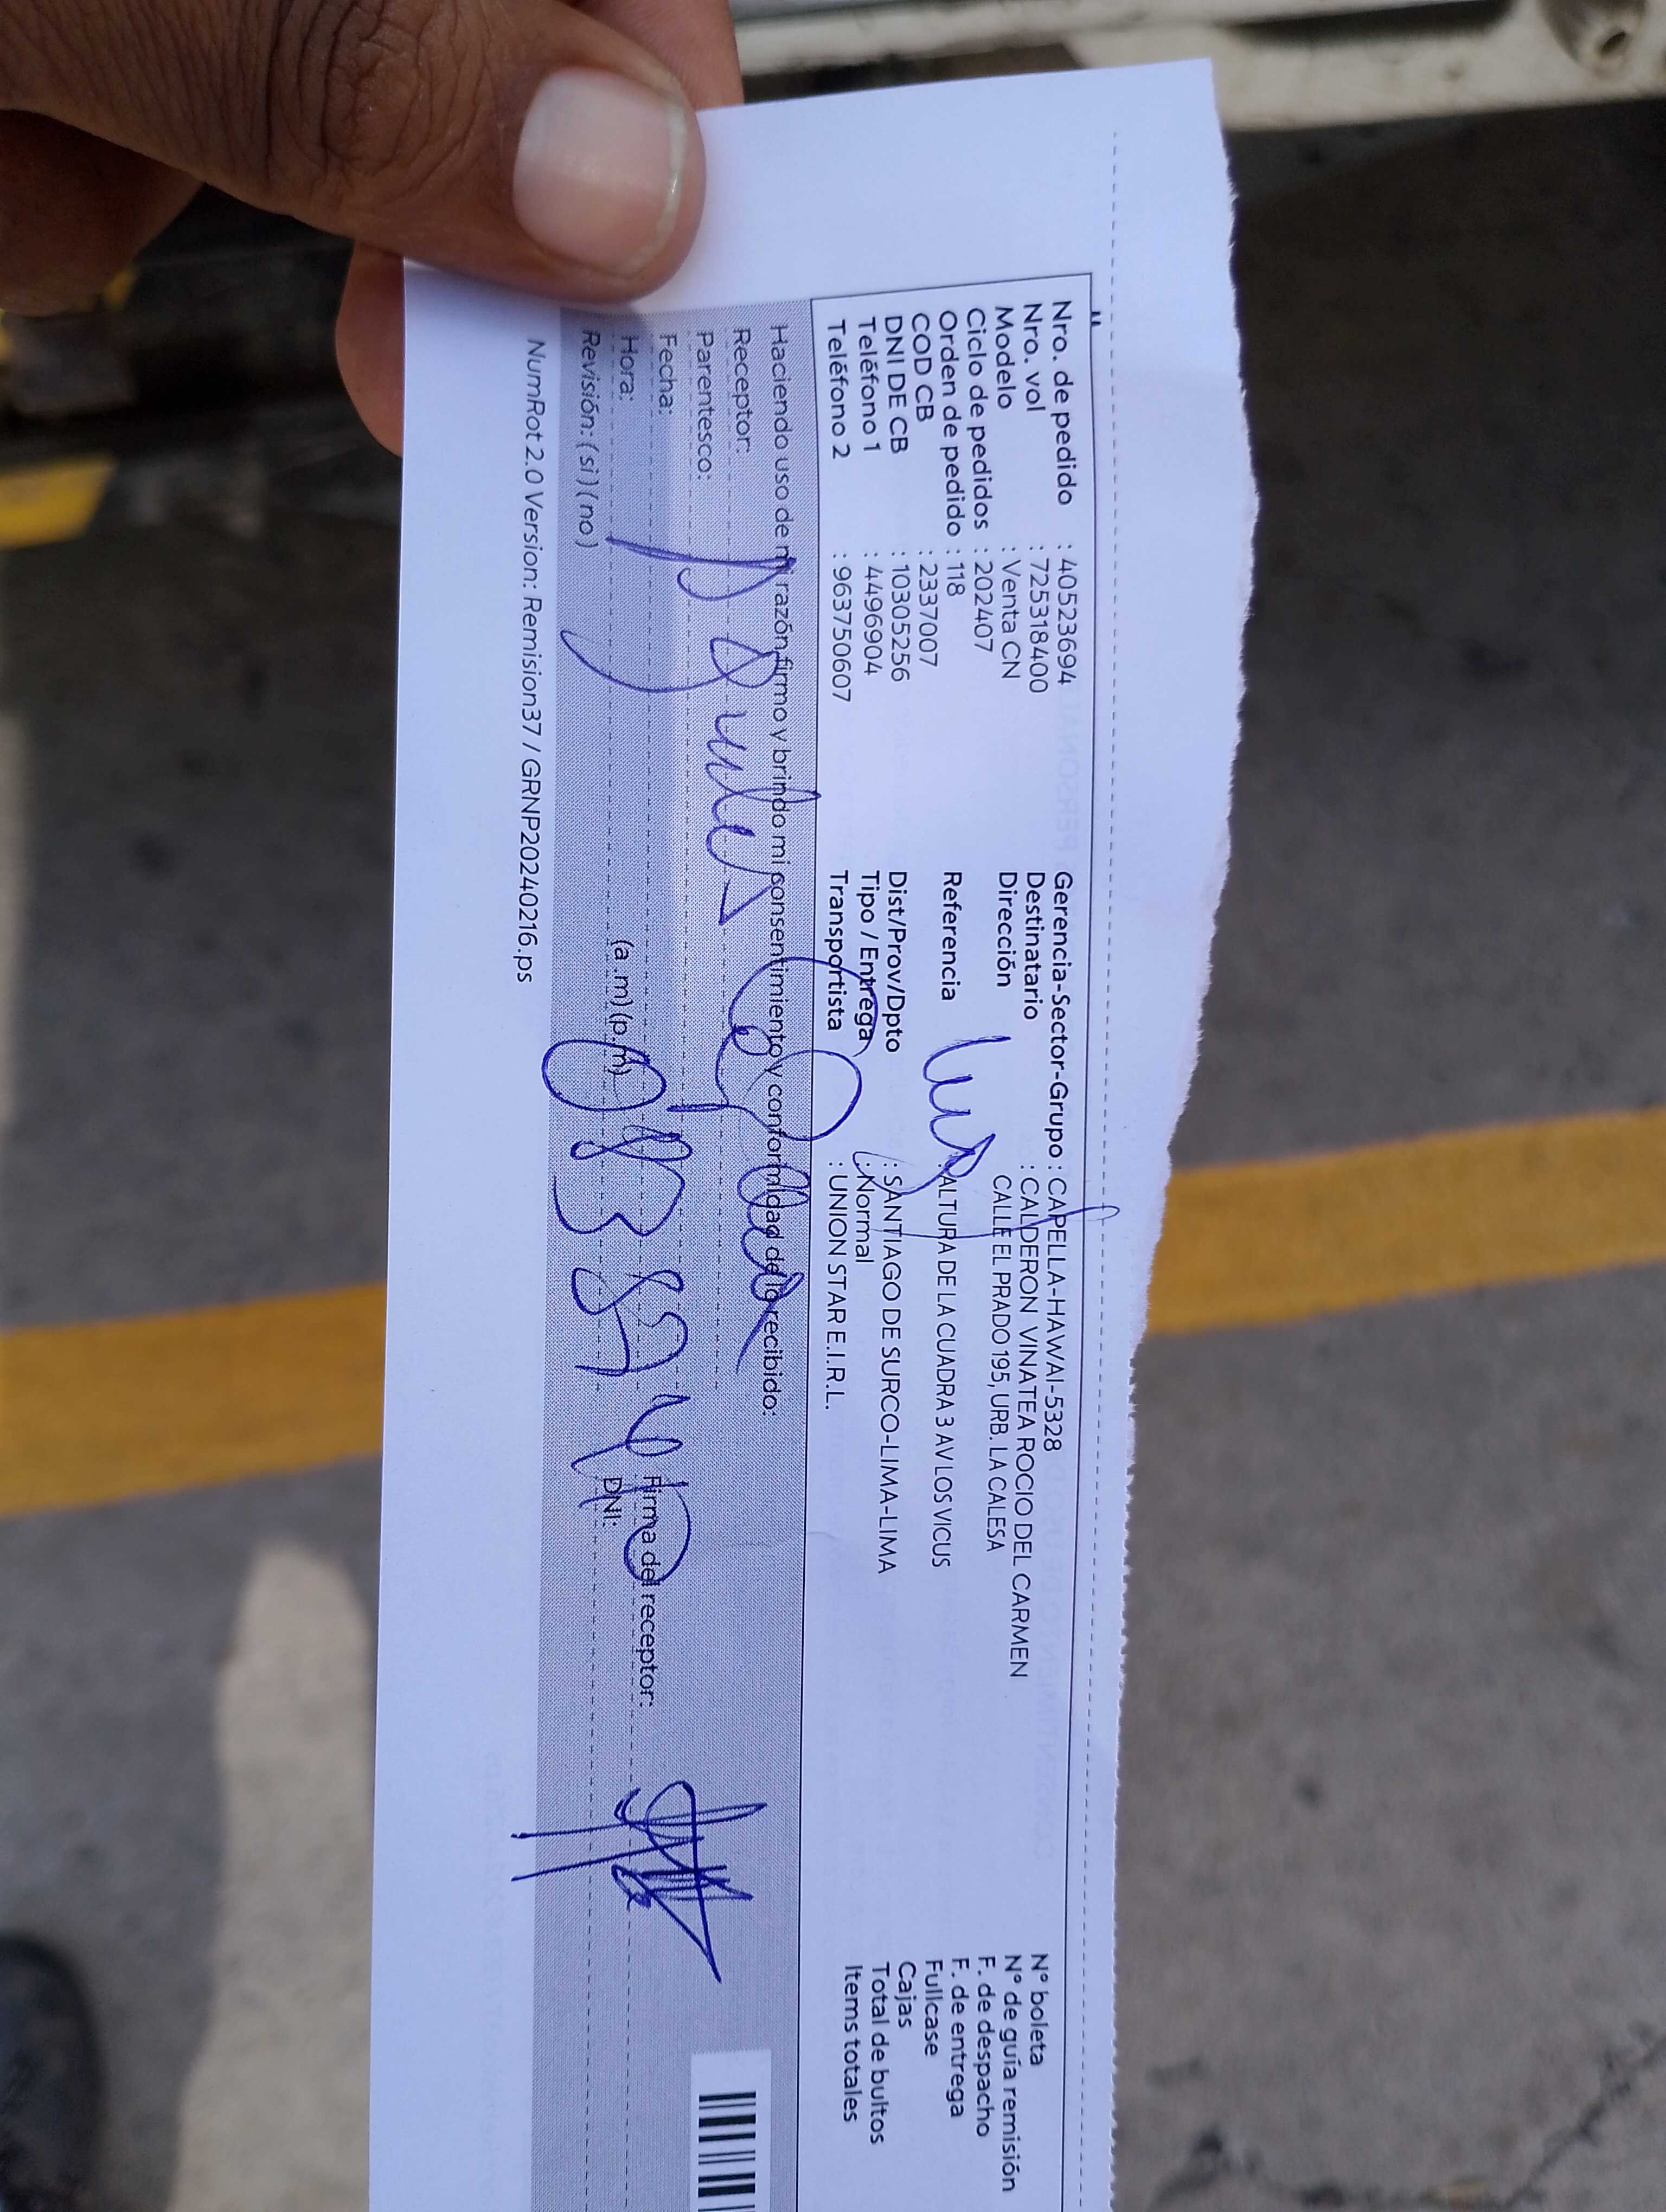 Nro. de pedido : 40523694
Nro. vol : 725318400
Modelo : Venta CN
Ciclo de pedidos : 202407
Orden de pedido : 118
COD CB : 2337007
DNI DE CB : 10305256
Teléfono 1 : 4496904
Teléfono 2 : 963750607
Gerencia-Sector-Grupo : CAPELLA-HAWAI-5328
Destinatario : CALDERON VINATEA ROCIO DEL CARMEN
Dirección CALLE EL PRADO 195, URB. LA CALESA
Referencia : ALTURA DE LA CUADRA 3 AV LOS VICUS
Dist/Prov/Dpto : SANTIAGO DE SURCO-LIMA-LIMA
Tipo / Entrega : Normal
Transportista : UNION STAR E.I.R.L.
N° boleta
N° de guía remisión
F. de despacho
F. de entrega
Fullcase
Cajas
Total de bultos
Items totales
Haciendo uso de mi razón, firmo y brindo mi consentimiento y conformidad de lo recibido:
Receptor:
Parentesco:
Fecha:
Hora: (a .m) (p.m)
Revisión: (si) (no)
Firma del receptor:
DNI:
NumRot 2.0 Version: Remision37 / GRNP20240216.ps